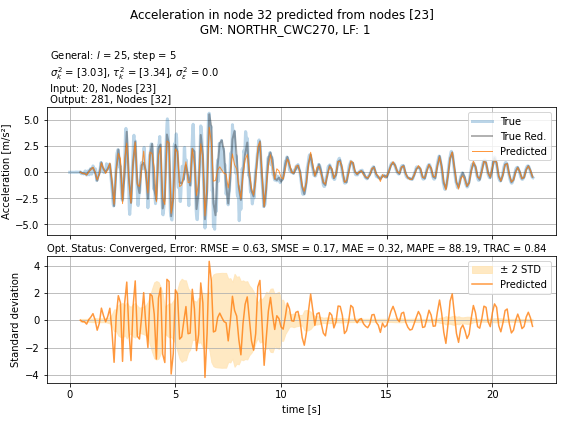 Acceleration in node 32 predicted from nodes [23]
GM: NORTHR_CWC270, LF: 1
General: l = 25, step = 5
σ²ₖ = [3.03], τ²ₖ = [3.34], σ²ₑ = 0.0
Input: 20, Nodes [23]
Output: 281, Nodes [32]
Acceleration [m/s²]
5.0
2.5
0.0
−2.5
−5.0
True
True Red.
Predicted
Opt. Status: Converged, Error: RMSE = 0.63, SMSE = 0.17, MAE = 0.32, MAPE = 88.19, TRAC = 0.84
Standard deviation
4
2
0
−2
−4
± 2 STD
Predicted
0
5
10
15
20
time [s]